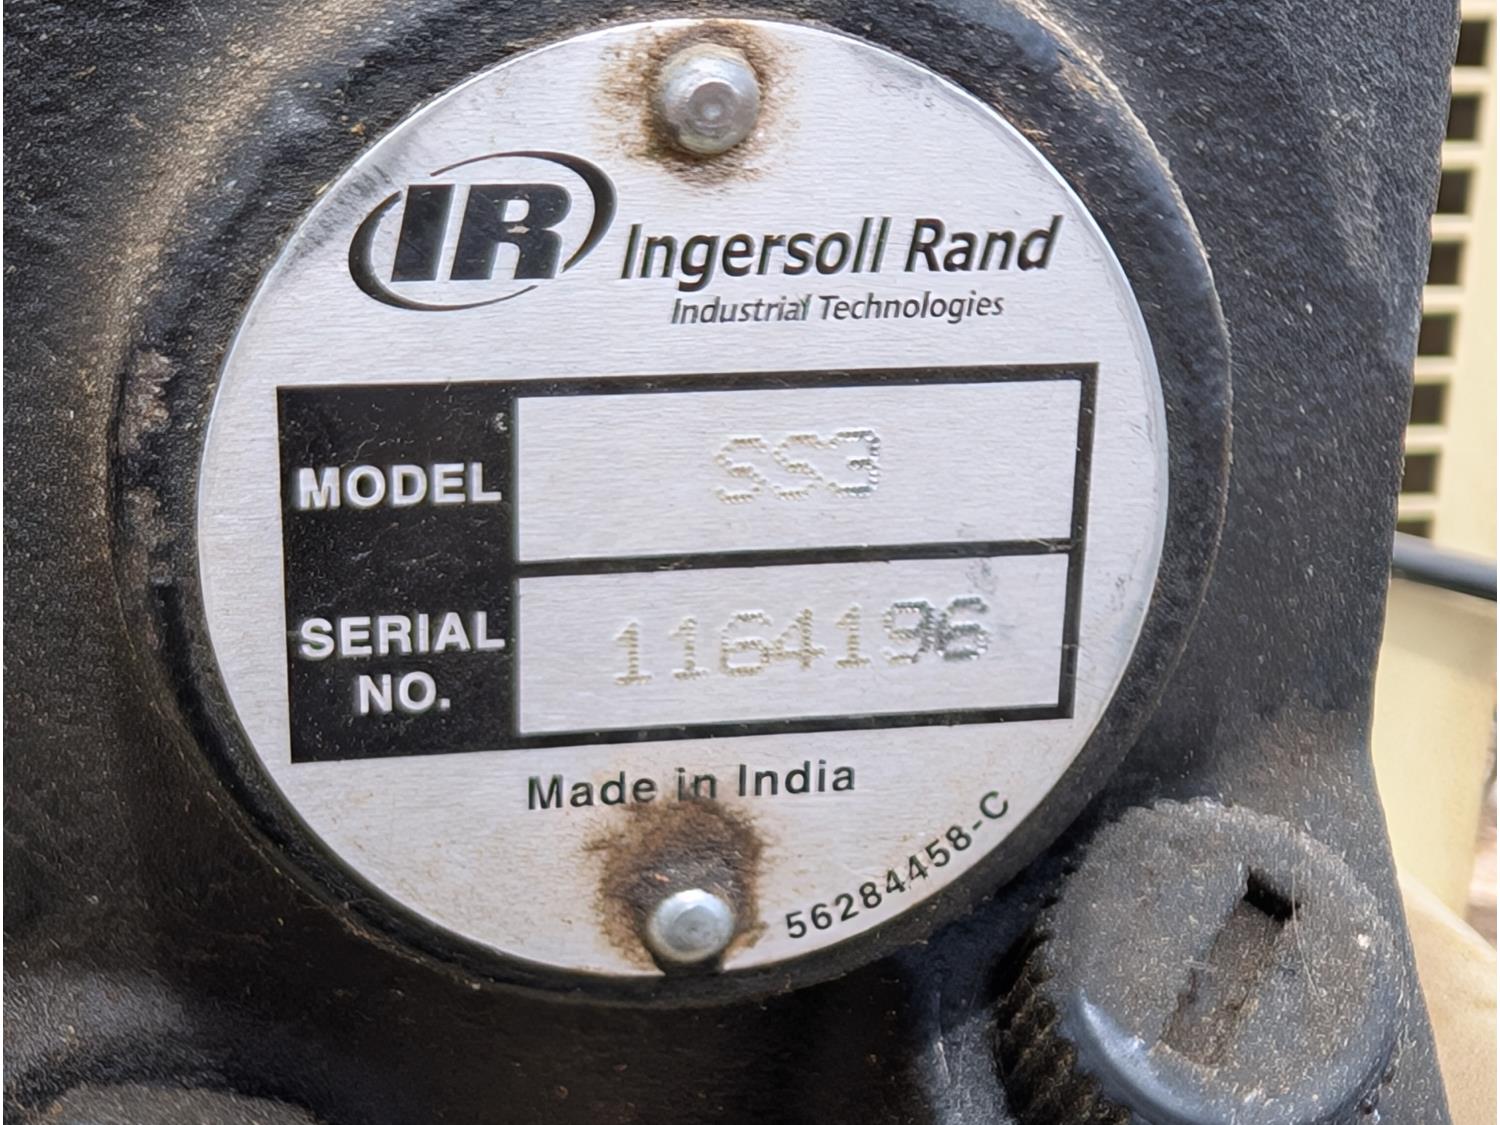 IR Ingersoll Rand
Industrial Technologies
MODEL SS3
SERIAL NO. 1164196
Made in India
56284458-C